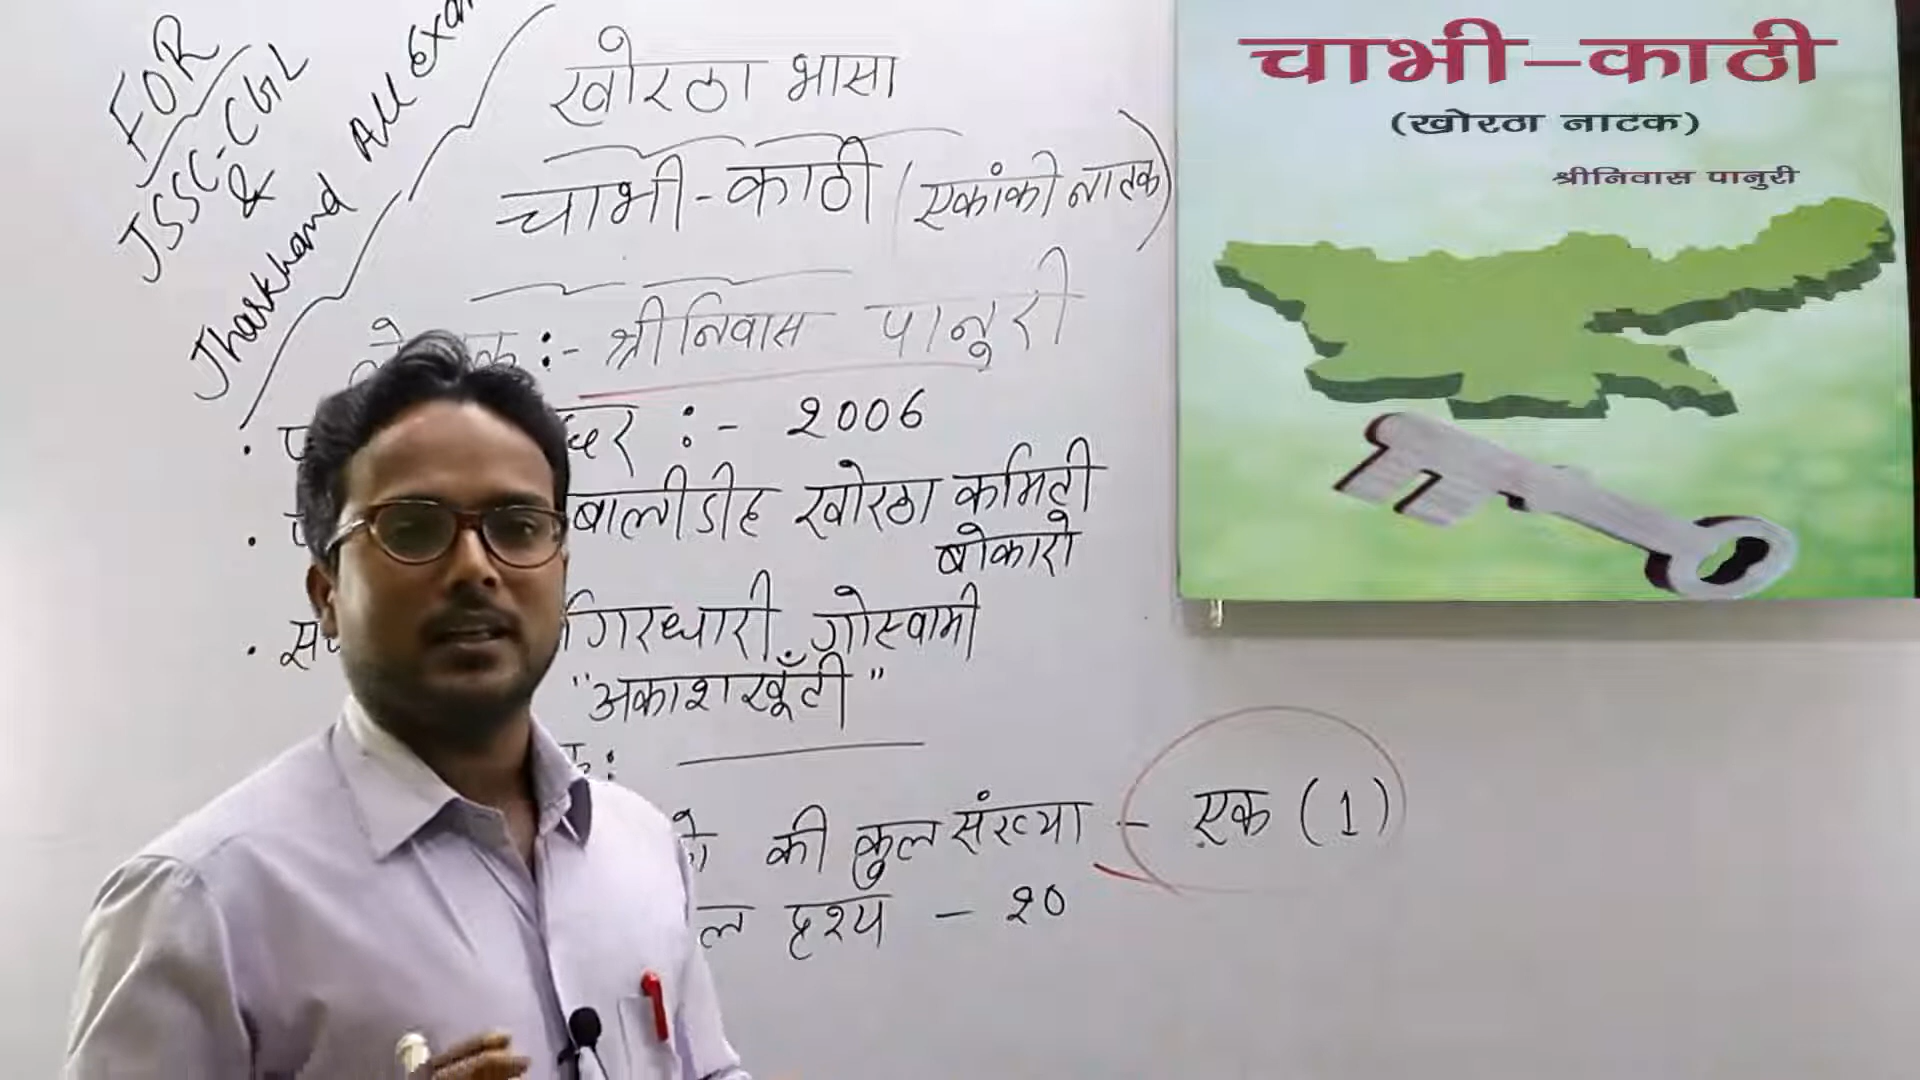 FOR
JSSC-CGL
&
Jharkhand All Exam
खोरठा भासा
चाभी-काठी (एकांकी नाटक)
:- श्रीनिवास पानुरी
:- 2006
बालीडीह खोरठा कमिटी
बोकारो
गिरधारी गोस्वामी
"अकाशखूँटी"
की कुल संख्या - एक (1)
दृश्य - 20
चाभी-काठी
(खोरठा नाटक)
श्रीनिवास पानुरी